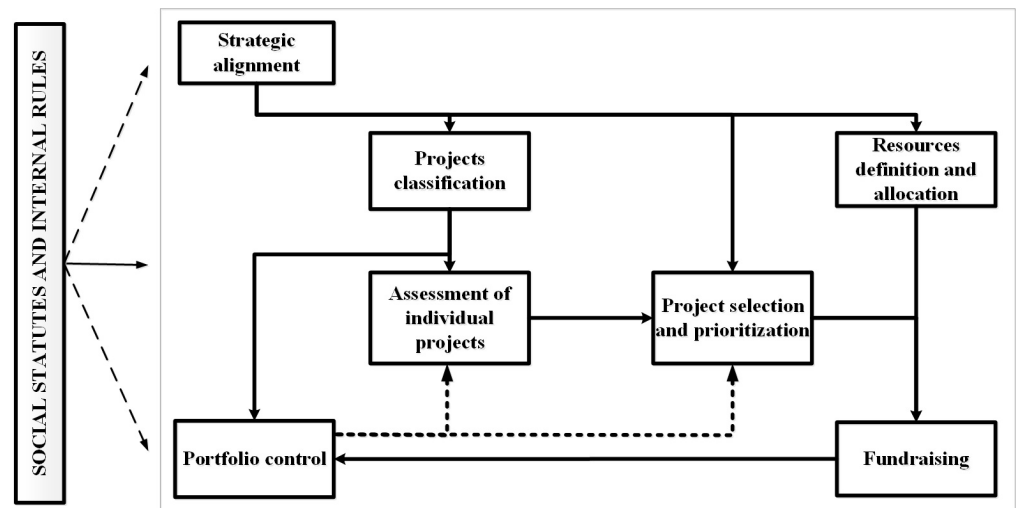 SOCIAL STATUTES AND INTERNAL RULES
Strategic
alignment
Projects
classification
Resources
definition and
allocation
Assessment of
individual
projects
Project selection
and prioritization
Portfolio control
Fundraising